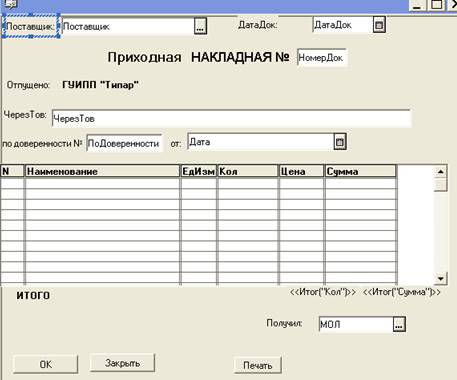 Поставщик: Поставщик ... ДатаДок: ДатаДок
Приходная НАКЛАДНАЯ № НомерДок
Отпущено: ГУИПП "Типар"
ЧерезТов: ЧерезТов
по доверенности № ПоДоверенности от: Дата
N Наименование ЕдИзм Кол Цена Сумма
ИТОГО <<Итог("Кол")>> <<Итог("Сумма")>>
Получил: МОЛ ...
OK Закрыть Печать